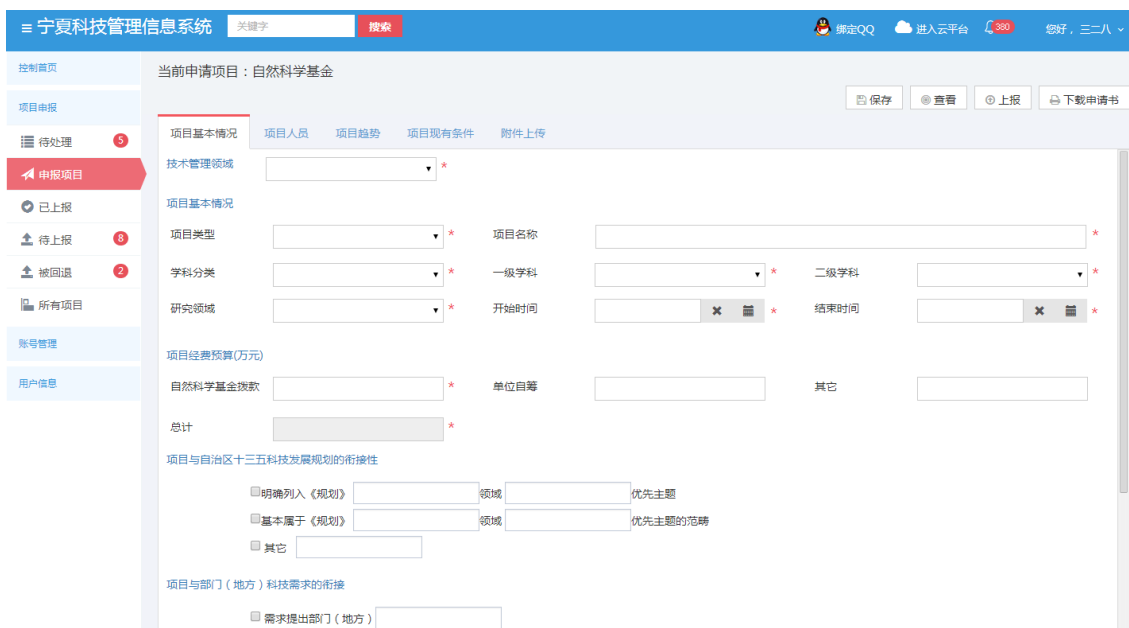 宁夏科技管理信息系统 关键字 搜索 绑定QQ 进入云平台 380 您好，三二八
控制首页
项目申报
待处理 5
申报项目
已上报
待上报 8
被回退 2
所有项目
账号管理
用户信息
当前申请项目：自然科学基金
保存 查看 上报 下载申请书
项目基本情况 项目人员 项目趋势 项目现有条件 附件上传
技术管理领域 *
项目基本情况
项目类型 * 项目名称 *
学科分类 * 一级学科 * 二级学科 *
研究领域 * 开始时间 * 结束时间 *
项目经费预算(万元)
自然科学基金拨款 * 单位自筹 其它
总计 *
项目与自治区十三五科技发展规划的衔接性
明确列入《规划》 领域 优先主题
基本属于《规划》 领域 优先主题的范畴
其它
项目与部门（地方）科技需求的衔接
需求提出部门（地方）